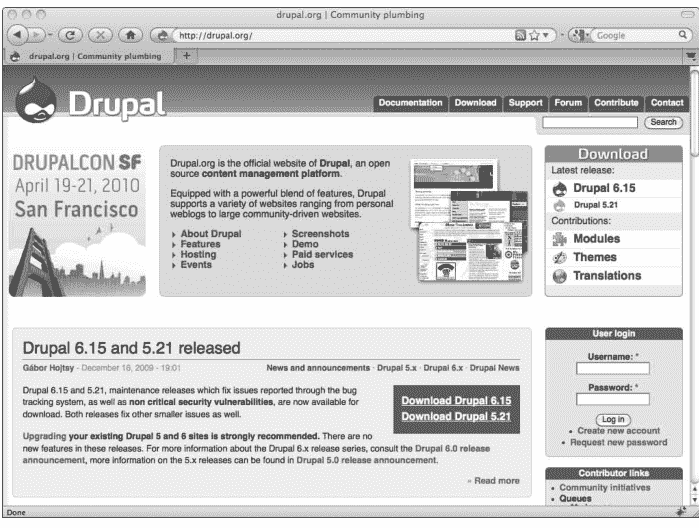 drupal.org | Community plumbing
http://drupal.org/
Google
drupal.org | Community plumbing
Drupal
Documentation Download Support Forum Contribute Contact
Search
DRUPALCON SF
April 19-21, 2010
San Francisco
Drupal.org is the official website of Drupal, an open
source content management platform.
Equipped with a powerful blend of features, Drupal
supports a variety of websites ranging from personal
weblogs to large community-driven websites.
About Drupal
Features
Hosting
Events
Screenshots
Demo
Paid services
Jobs
Download
Latest release:
Drupal 6.15
Drupal 5.21
Contributions:
Modules
Themes
Translations
Drupal 6.15 and 5.21 released
Gábor Hojtsy - December 16, 2009 - 19:01
News and announcements · Drupal 5.x · Drupal 6.x · Drupal News
Drupal 6.15 and 5.21, maintenance releases which fix issues reported through the bug
tracking system, as well as non critical security vulnerabilities, are now available for
download. Both releases fix other smaller issues as well.
Download Drupal 6.15
Download Drupal 5.21
Upgrading your existing Drupal 5 and 6 sites is strongly recommended. There are no
new features in these releases. For more information about the Drupal 6.x release series, consult the Drupal 6.0 release
announcement, more information on the 5.x releases can be found in Drupal 5.0 release announcement.
» Read more
User login
Username: *
Password: *
Log in
Create new account
Request new password
Contributor links
Community initiatives
Queues
Done